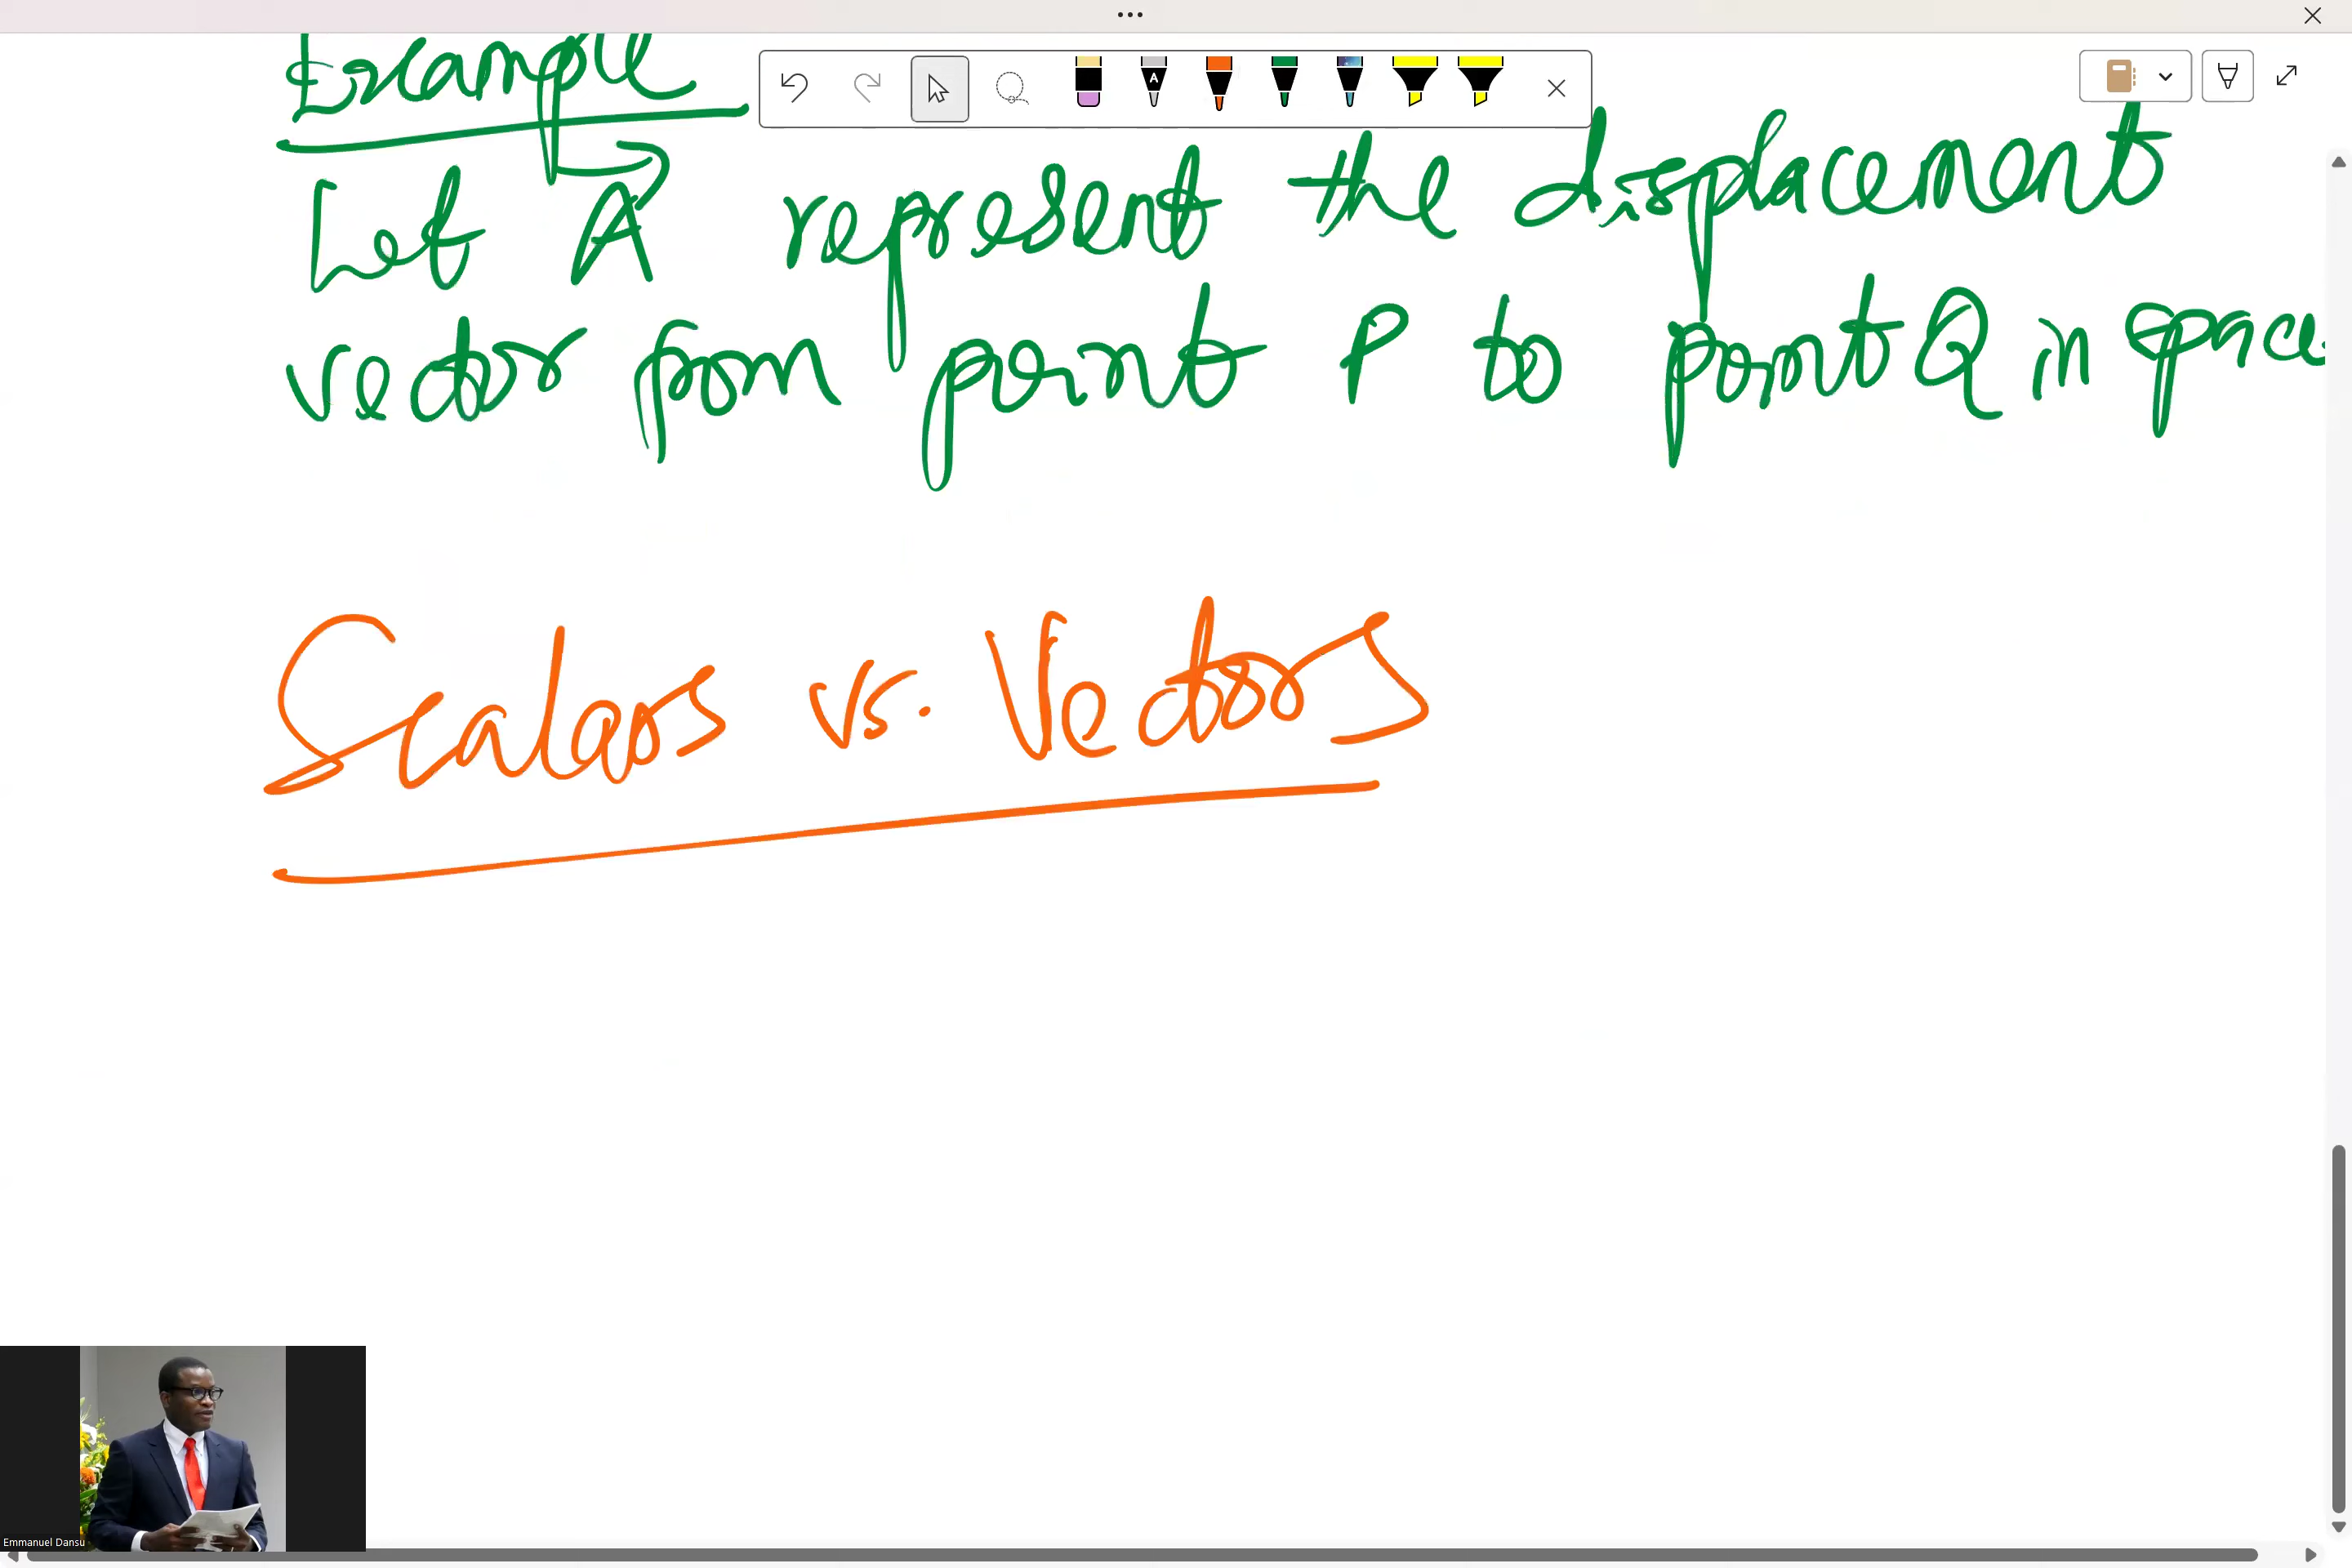 Example
Let A⃗ represent the displacement
vector from point P to point Q in space
Scalars vs. Vectors
A
Emmanuel Dansu